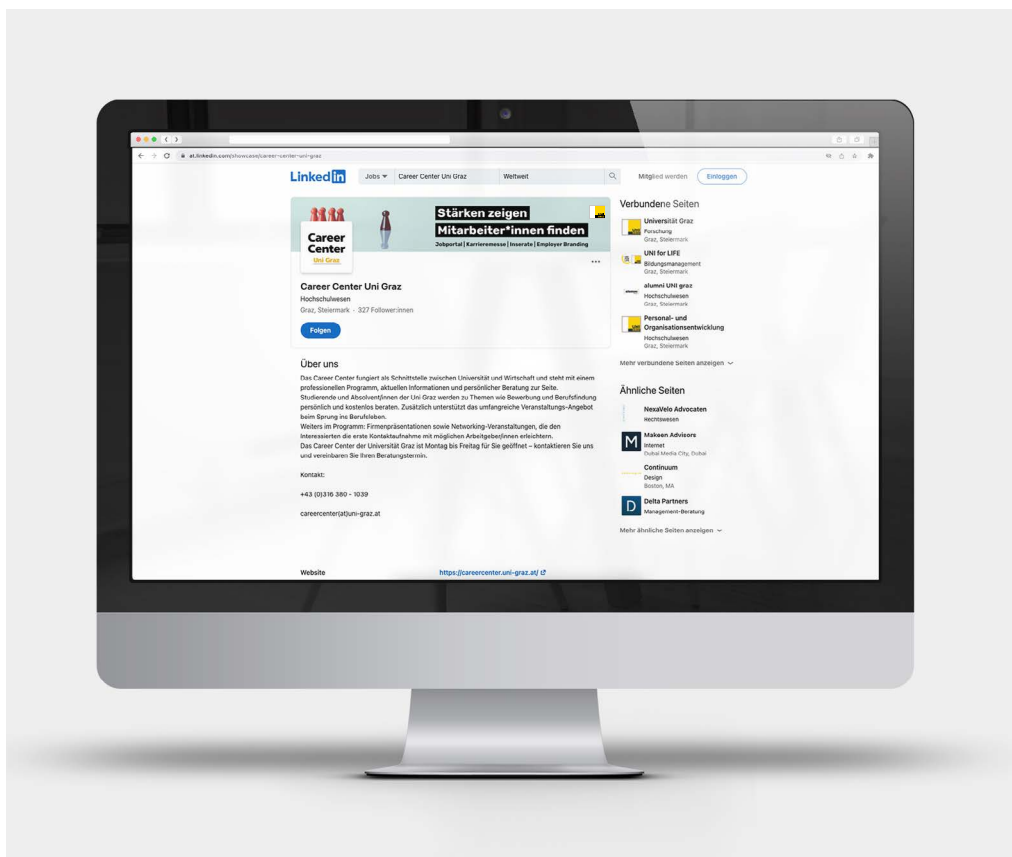 at.linkedin.com/showcase/career-center-uni-graz
Linked in
Jobs
Career Center Uni Graz
Weltweit
Mitglied werden
Einloggen
Stärken zeigen
Mitarbeiter*innen finden
Jobportal | Karrieremesse | Inserate | Employer Branding
Career
Center
Uni Graz
Career Center Uni Graz
Hochschulwesen
Graz, Steiermark · 327 Follower:innen
Folgen
Über uns
Das Career Center fungiert als Schnittstelle zwischen Universität und Wirtschaft und steht mit einem
professionellen Programm, aktuellen Informationen und persönlicher Beratung zur Seite.
Studierende und Absolvent/innen der Uni Graz werden zu Themen wie Bewerbung und Berufsfindung
persönlich und kostenlos beraten. Zusätzlich unterstützt das umfangreiche Veranstaltungs-Angebot
beim Sprung ins Berufsleben.
Weiters im Programm: Firmenpräsentationen sowie Networking-Veranstaltungen, die den
Interessierten die erste Kontaktaufnahme mit möglichen Arbeitgeber/innen erleichtern.
Das Career Center der Universität Graz ist Montag bis Freitag für Sie geöffnet – kontaktieren Sie uns
und vereinbaren Sie Ihren Beratungstermin.
Kontakt:
+43 (0)316 380 - 1039
careercenter(at)uni-graz.at
Website
https://careercenter.uni-graz.at/
Verbundene Seiten
Universität Graz
Forschung
Graz, Steiermark
UNI for LIFE
Bildungsmanagement
Graz, Steiermark
alumni UNI graz
Hochschulwesen
Graz, Steiermark
Personal- und
Organisationsentwicklung
Hochschulwesen
Graz, Steiermark
Mehr verbundene Seiten anzeigen
Ähnliche Seiten
NexaVelo Advocaten
Rechtswesen
M
Makeen Advisors
Internet
Dubai Media City, Dubai
Continuum
Design
Boston, MA
D
Delta Partners
Management-Beratung
Mehr ähnliche Seiten anzeigen